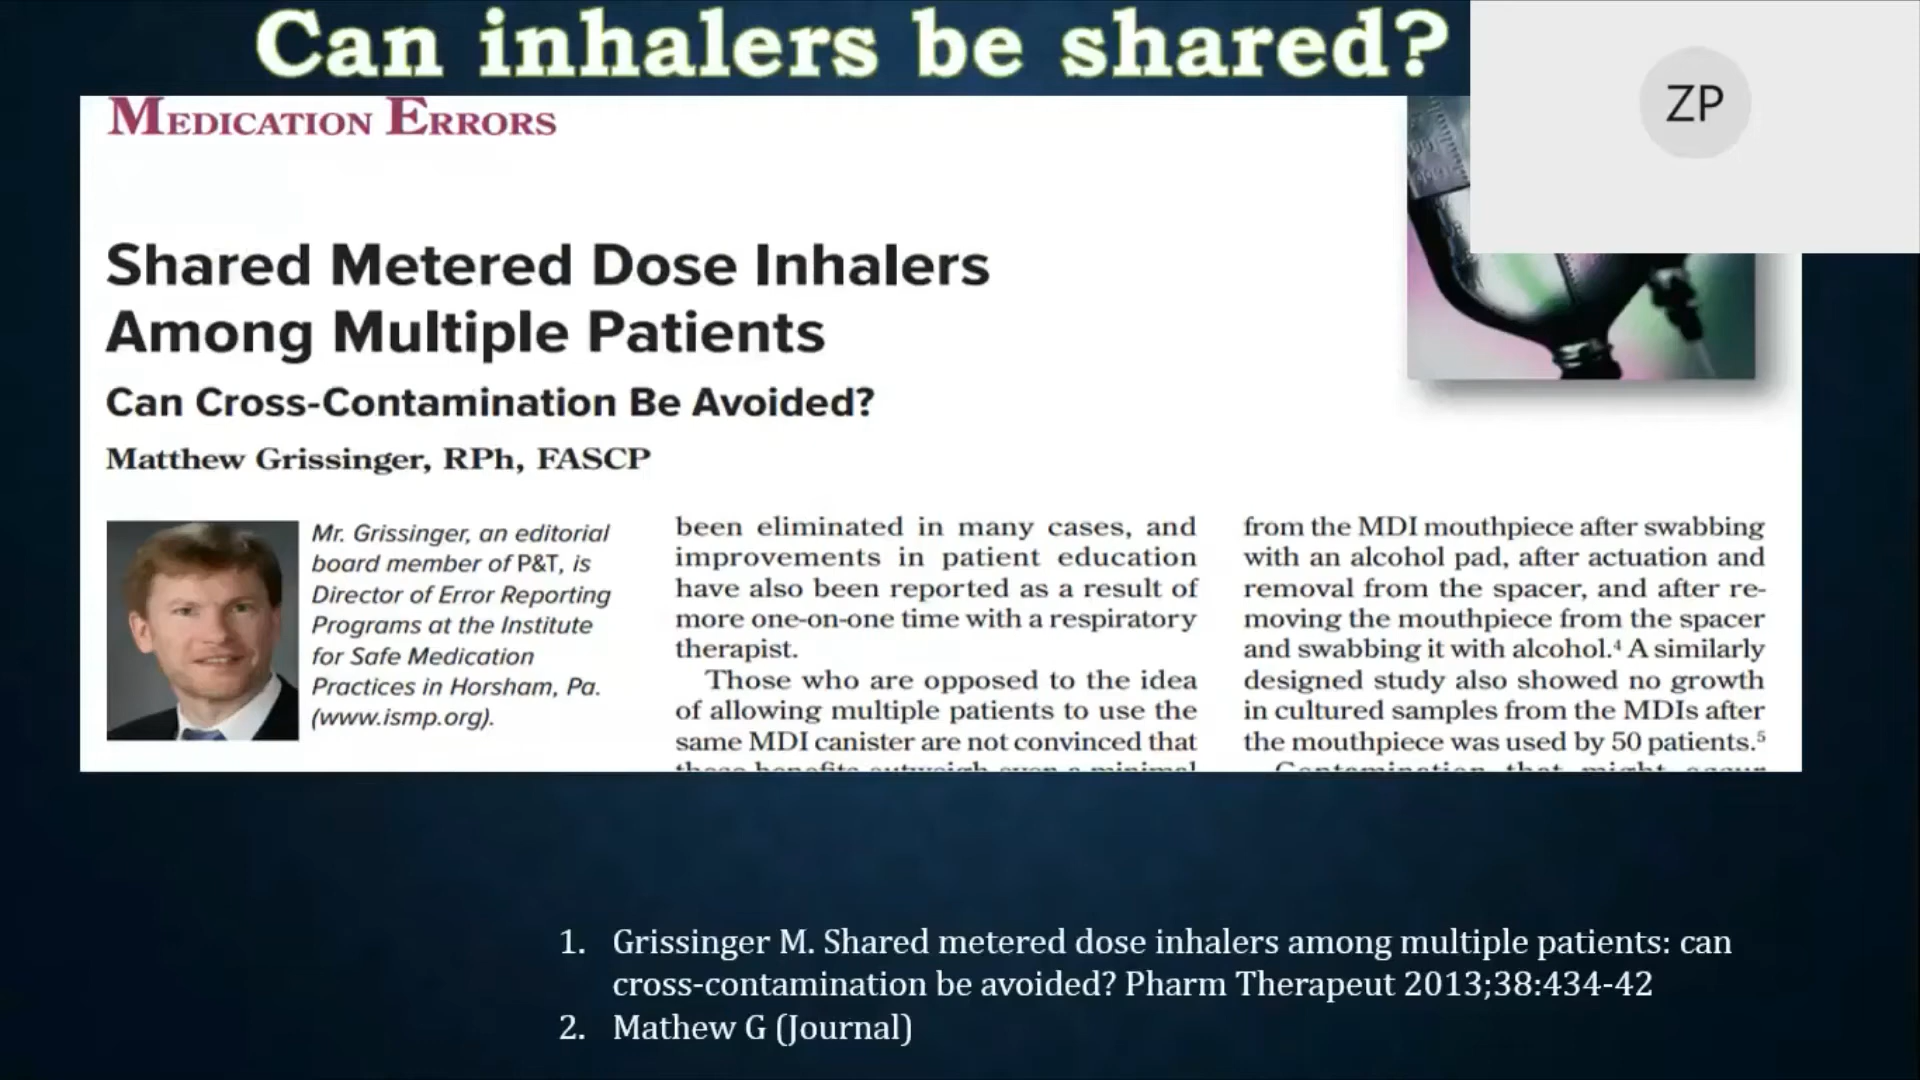 Can inhalers be shared?
ZP
MEDICATION ERRORS
Shared Metered Dose Inhalers
Among Multiple Patients
Can Cross-Contamination Be Avoided?
Matthew Grissinger, RPh, FASCP
Mr. Grissinger, an editorial
board member of P&T, is
Director of Error Reporting
Programs at the Institute
for Safe Medication
Practices in Horsham, Pa.
(www.ismp.org).
been eliminated in many cases, and
improvements in patient education
have also been reported as a result of
more one-on-one time with a respiratory
therapist.
Those who are opposed to the idea
of allowing multiple patients to use the
same MDI canister are not convinced that
from the MDI mouthpiece after swabbing
with an alcohol pad, after actuation and
removal from the spacer, and after re-
moving the mouthpiece from the spacer
and swabbing it with alcohol.⁴ A similarly
designed study also showed no growth
in cultured samples from the MDIs after
the mouthpiece was used by 50 patients.⁵
1. Grissinger M. Shared metered dose inhalers among multiple patients: can
cross-contamination be avoided? Pharm Therapeut 2013;38:434-42
2. Mathew G (Journal)